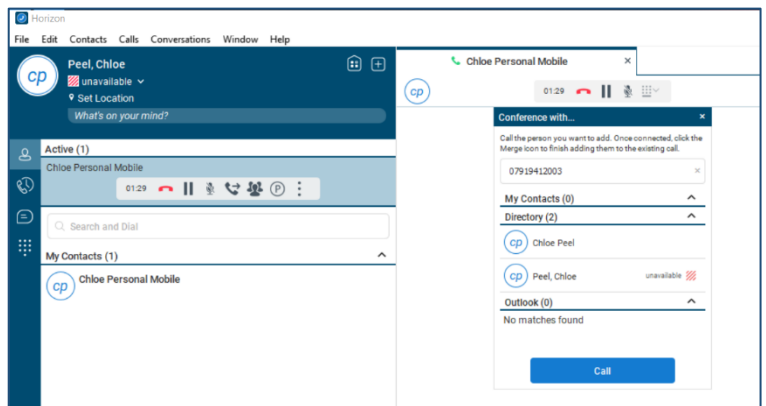 Horizon
File Edit Contacts Calls Conversations Window Help
cp
Peel, Chloe
unavailable
Set Location
What's on your mind?
Active (1)
Chloe Personal Mobile
01:29
P
Search and Dial
My Contacts (1)
cp
Chloe Personal Mobile
Chloe Personal Mobile ×
cp
01:29
Conference with... ×
Call the person you want to add. Once connected, click the
Merge icon to finish adding them to the existing call.
07919412003 ×
My Contacts (0)
Directory (2)
cp Chloe Peel
cp Peel, Chloe unavailable
Outlook (0)
No matches found
Call